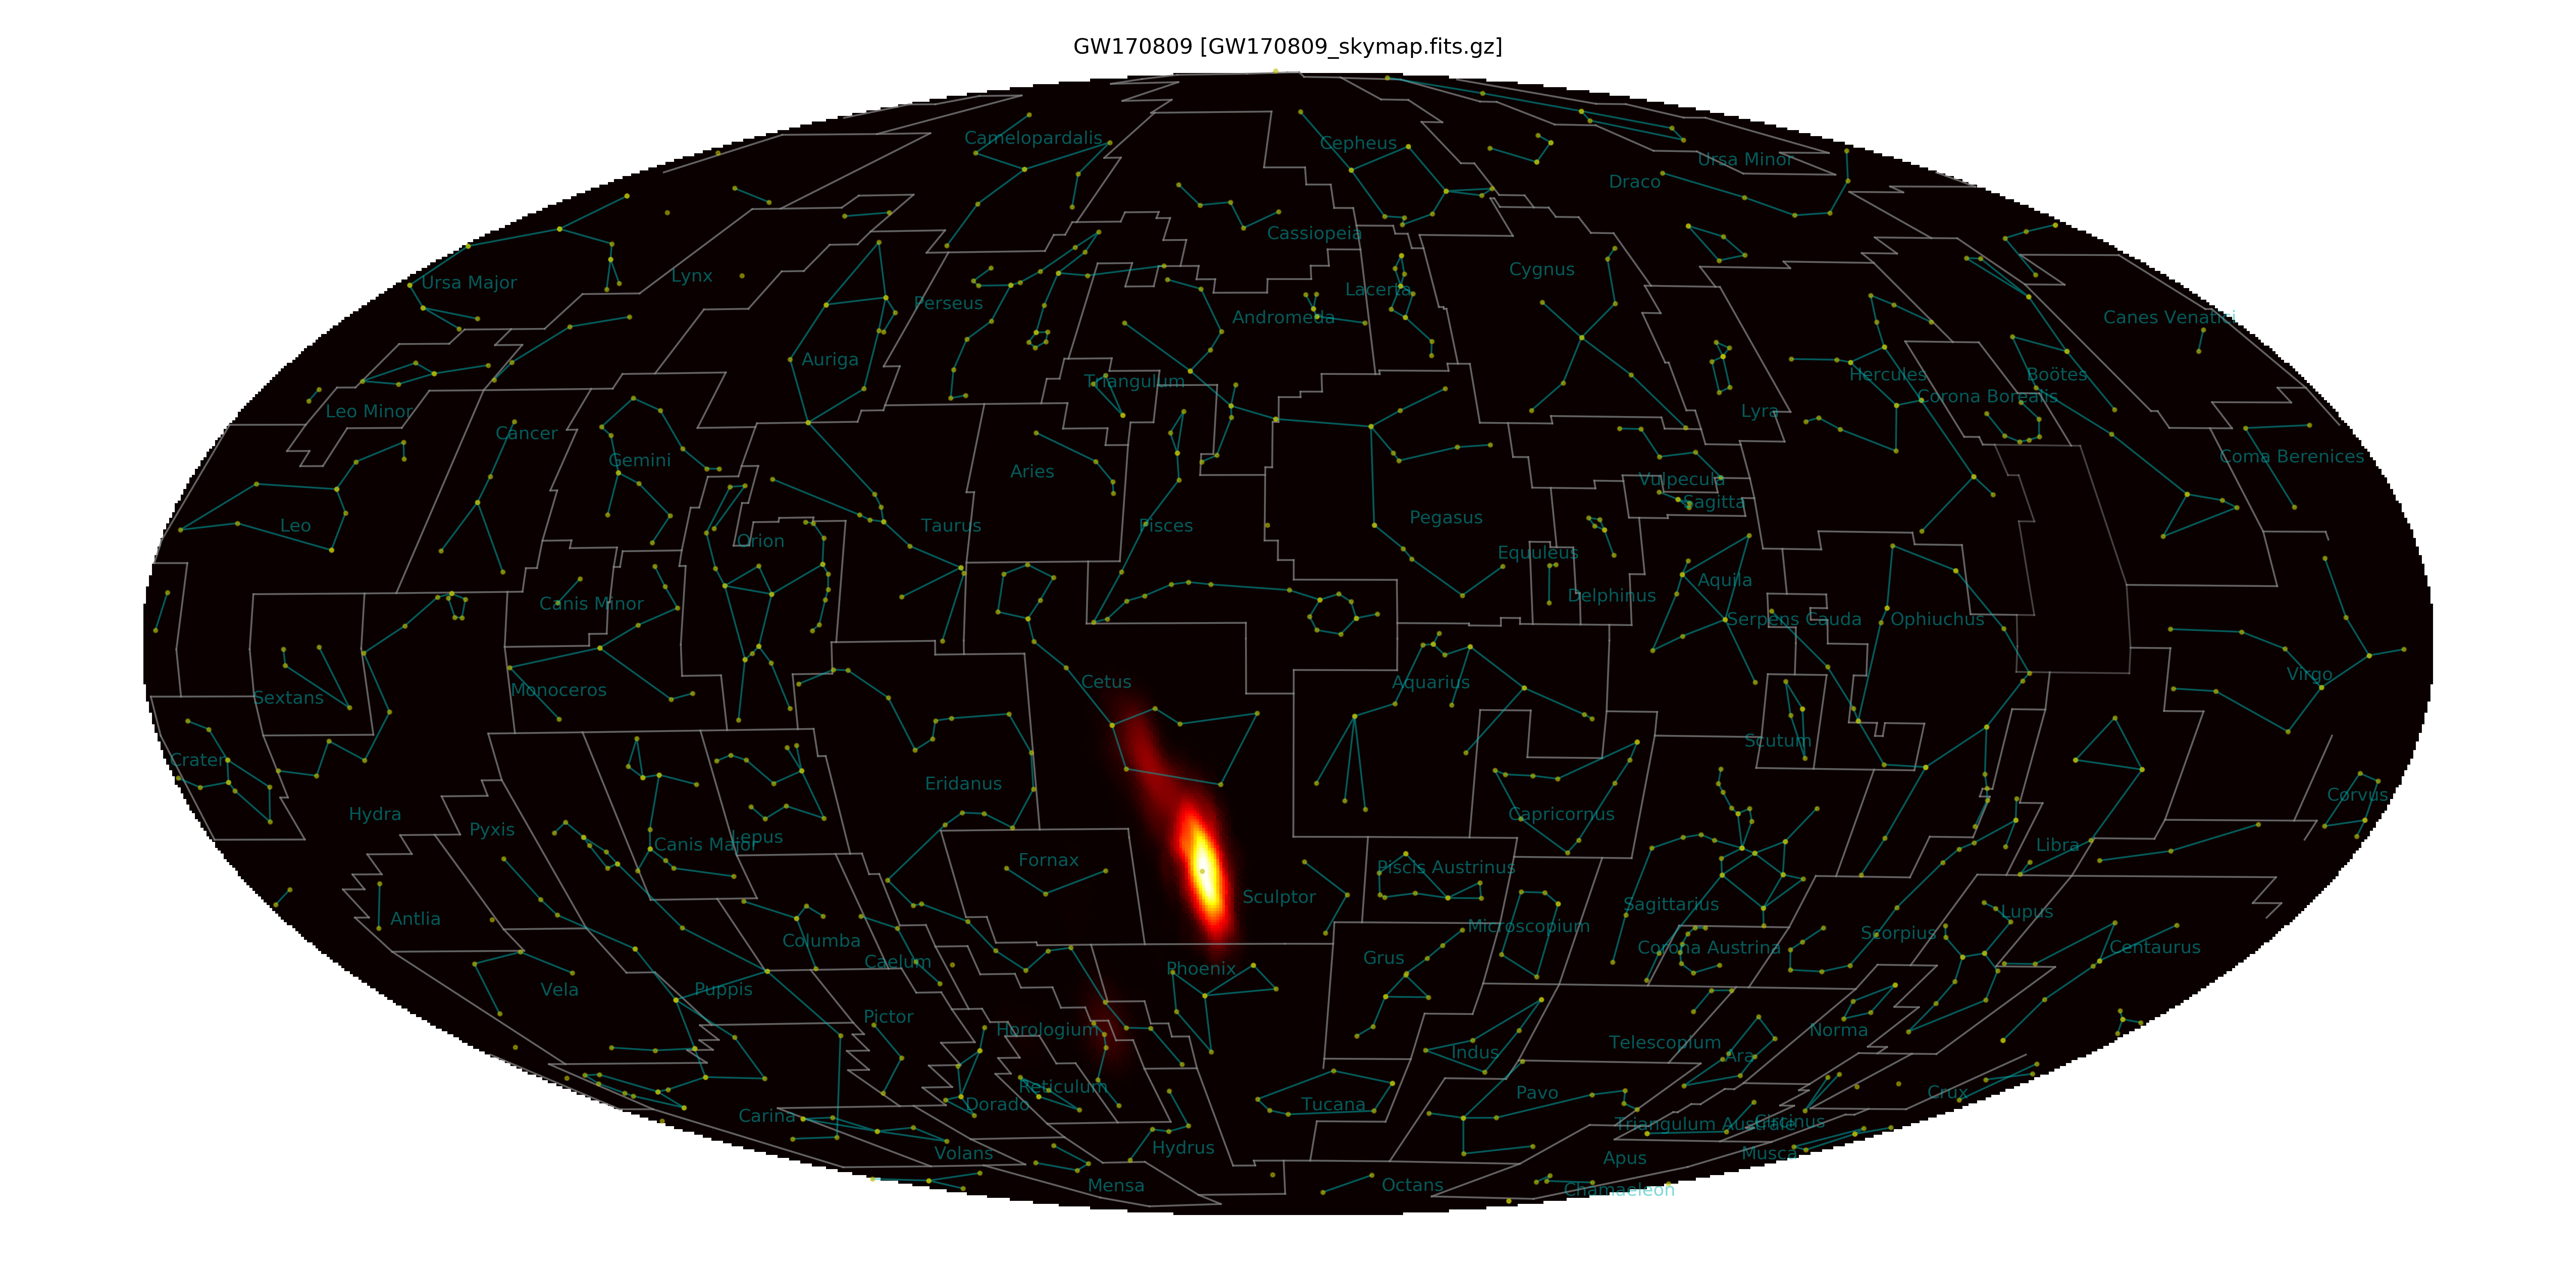 GW170809 [GW170809_skymap.fits.gz]
Camelopardalis
Cepheus
Ursa Minor
Draco
Cassiopeia
Ursa Major
Lynx
Cygnus
Perseus
Lacerta
Andromeda
Canes Venatici
Auriga
Triangulum
Hercules
Boötes
Corona Borealis
Leo Minor
Lyra
Cancer
Gemini
Aries
Coma Berenices
Vulpecula
Sagitta
Leo
Orion
Taurus
Pisces
Pegasus
Equuleus
Canis Minor
Delphinus
Aquila
Serpens Cauda
Ophiuchus
Sextans
Monoceros
Cetus
Aquarius
Virgo
Crater
Scutum
Hydra
Pyxis
Eridanus
Capricornus
Corvus
Canis Major
Lepus
Libra
Fornax
Piscis Austrinus
Sculptor
Antlia
Sagittarius
Lupus
Columba
Microscopium
Scorpius
Caelum
Phoenix
Grus
Corona Austrina
Centaurus
Vela
Puppis
Pictor
Horologium
Indus
Telescopium
Ara
Norma
Reticulum
Dorado
Tucana
Pavo
Crux
Carina
Triangulum Australe
Circinus
Volans
Hydrus
Apus
Musca
Mensa
Octans
Chamaeleon